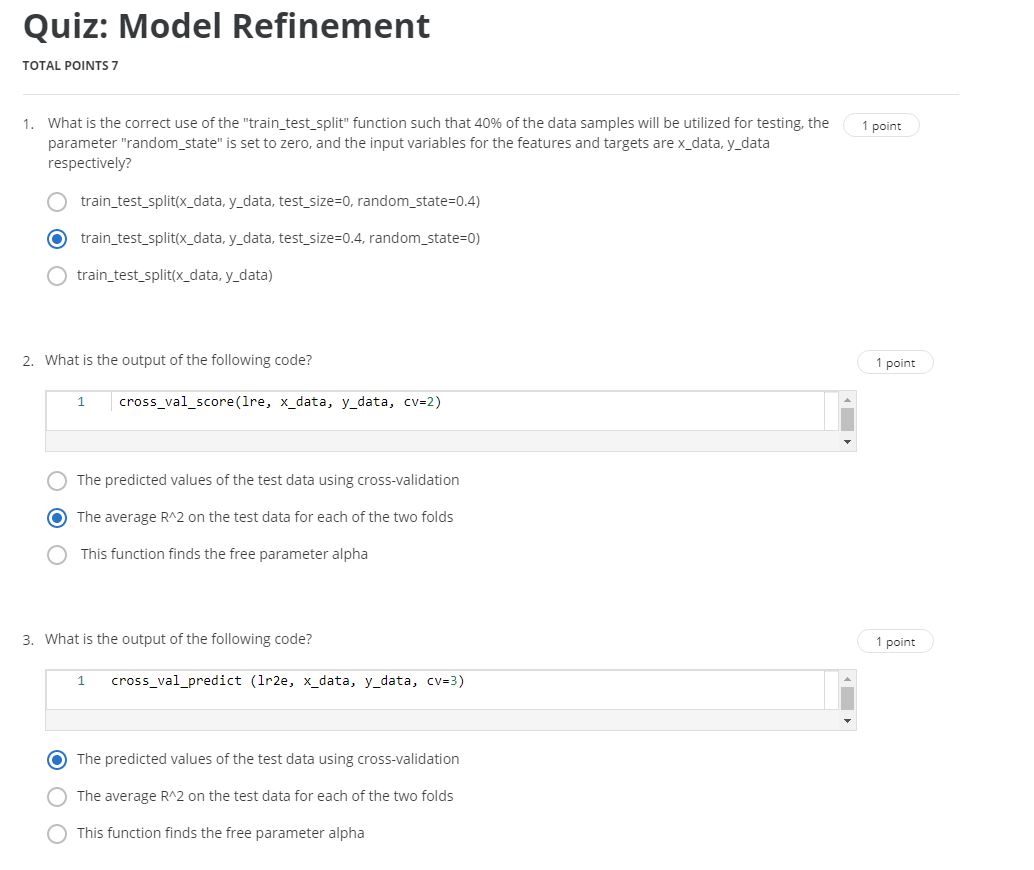 Quiz: Model Refinement
TOTAL POINTS 7
1. What is the correct use of the "train_test_split" function such that 40% of the data samples will be utilized for testing, the 1 point
parameter "random_state" is set to zero, and the input variables for the features and targets are x_data, y_data
respectively?
train_test_split(x_data, y_data, test_size=0, random_state=0.4)
train_test_split(x_data, y_data, test_size=0.4, random_state=0)
train_test_split(x_data, y_data)
2. What is the output of the following code? 1 point
1 cross_val_score(lre, x_data, y_data, cv=2)
The predicted values of the test data using cross-validation
The average R^2 on the test data for each of the two folds
This function finds the free parameter alpha
3. What is the output of the following code? 1 point
1 cross_val_predict (lr2e, x_data, y_data, cv=3)
The predicted values of the test data using cross-validation
The average R^2 on the test data for each of the two folds
This function finds the free parameter alpha